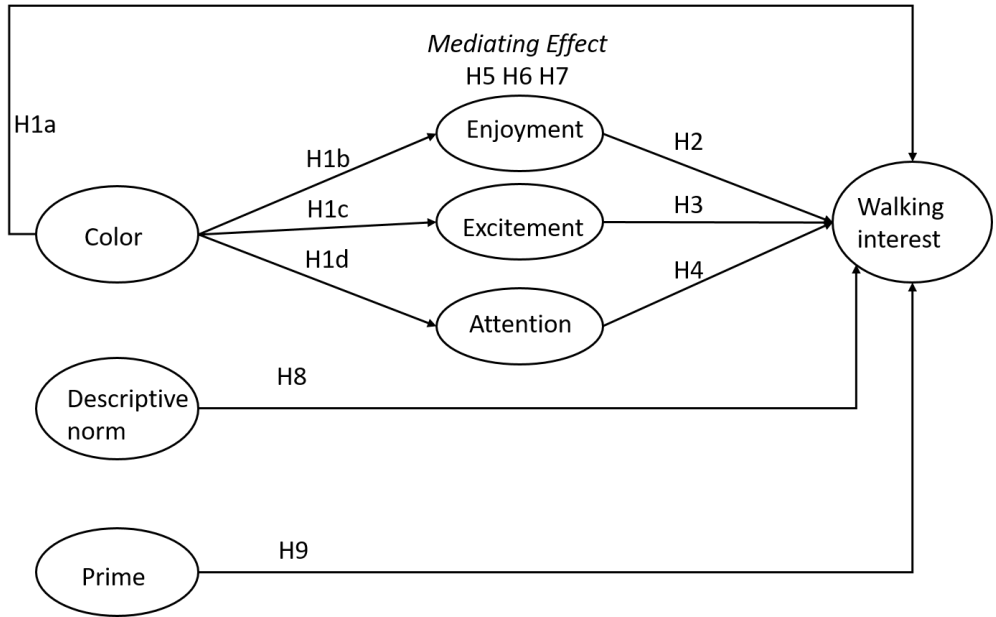 Mediating Effect
H5 H6 H7
H1a
Enjoyment
H1b
H2
H1c
H3
Color
Excitement
Walking
interest
H1d
H4
Attention
H8
Descriptive
norm
H9
Prime